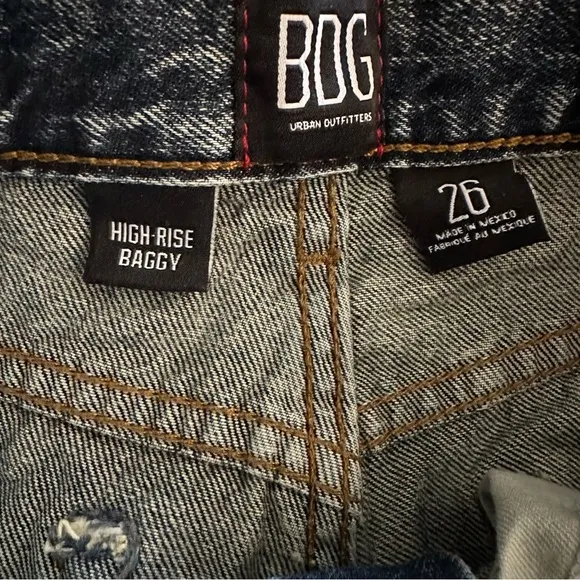 BDG
URBAN OUTFITTERS
HIGH-RISE
BAGGY
26
MADE IN MEXICO
FABRIQUÉ AU MEXIQUE